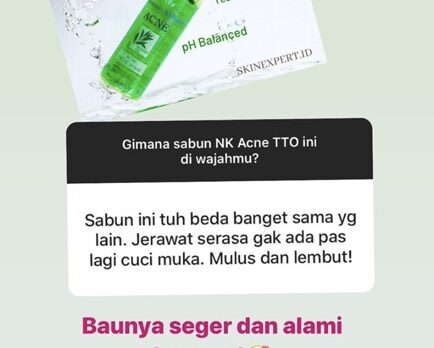 ACNE
pH Balanced
SKINEXPERT.ID
Gimana sabun NK Acne TTO ini
di wajahmu?
Sabun ini tuh beda banget sama yg
lain. Jerawat serasa gak ada pas
lagi cuci muka. Mulus dan lembut!
Baunya seger dan alami